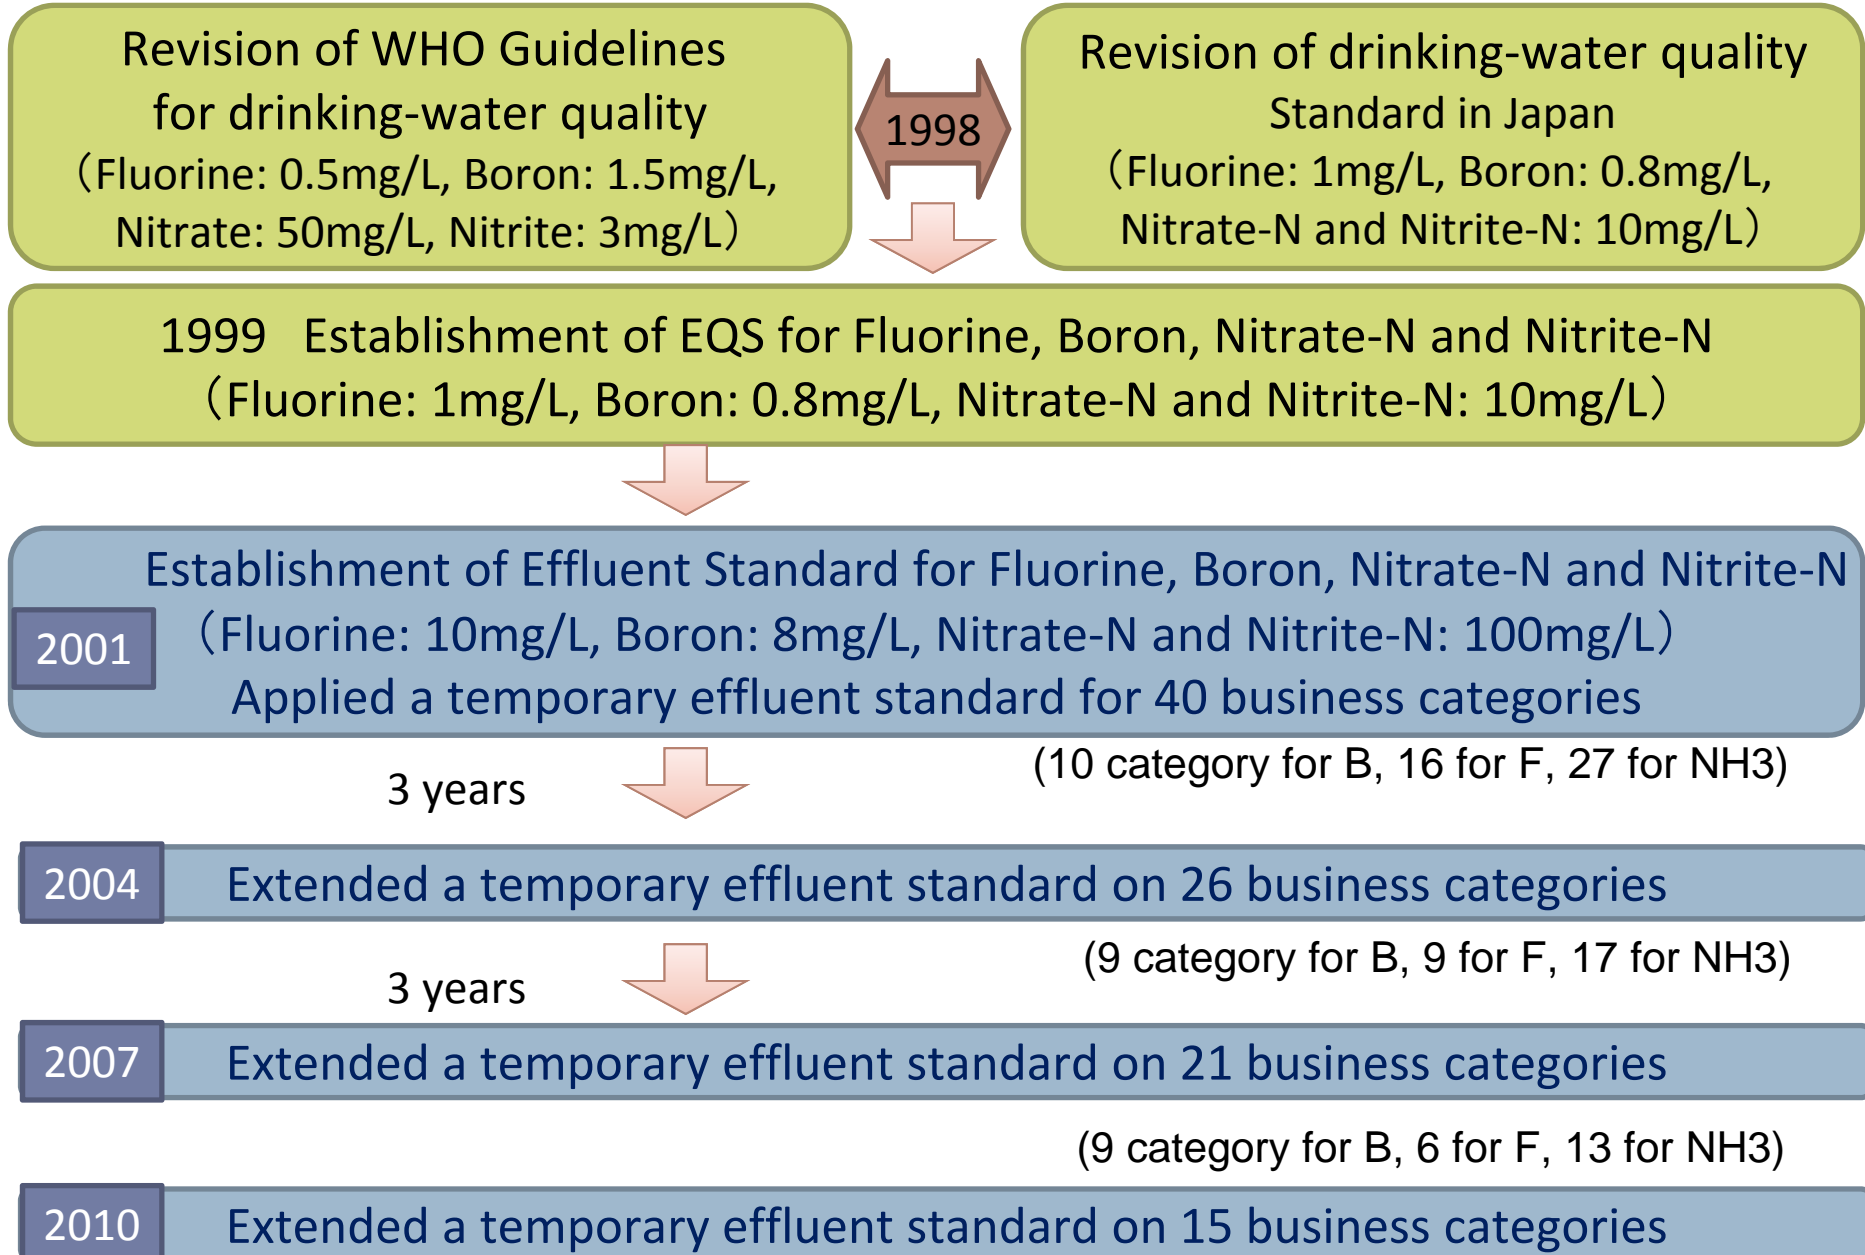 Revision of WHO Guidelines
for drinking-water quality
（Fluorine: 0.5mg/L, Boron: 1.5mg/L,
Nitrate: 50mg/L, Nitrite: 3mg/L）
1998
Revision of drinking-water quality
Standard in Japan
（Fluorine: 1mg/L, Boron: 0.8mg/L,
Nitrate-N and Nitrite-N: 10mg/L）
1999 Establishment of EQS for Fluorine, Boron, Nitrate-N and Nitrite-N
（Fluorine: 1mg/L, Boron: 0.8mg/L, Nitrate-N and Nitrite-N: 10mg/L）
2001
Establishment of Effluent Standard for Fluorine, Boron, Nitrate-N and Nitrite-N
（Fluorine: 10mg/L, Boron: 8mg/L, Nitrate-N and Nitrite-N: 100mg/L）
Applied a temporary effluent standard for 40 business categories
(10 category for B, 16 for F, 27 for NH3)
3 years
2004 Extended a temporary effluent standard on 26 business categories
(9 category for B, 9 for F, 17 for NH3)
3 years
2007 Extended a temporary effluent standard on 21 business categories
(9 category for B, 6 for F, 13 for NH3)
2010 Extended a temporary effluent standard on 15 business categories